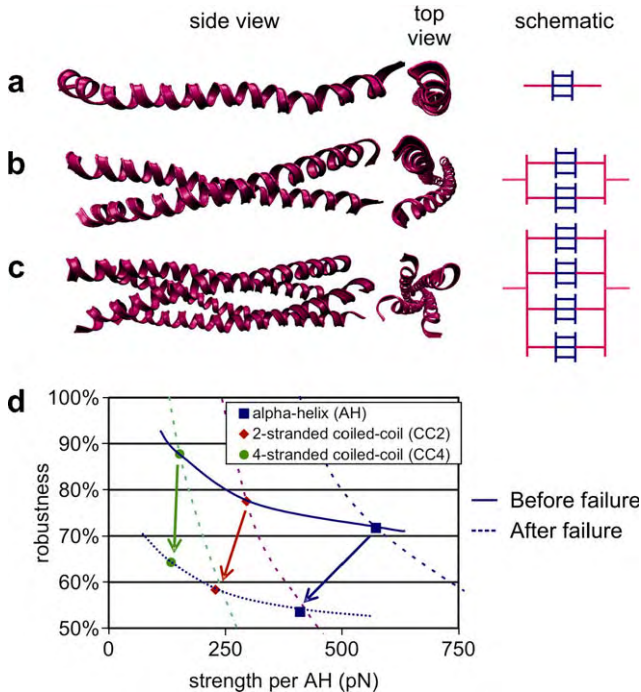 side view
top
view
schematic
a
b
c
d
100%
90%
80%
70%
60%
50%
robustness
alpha-helix (AH)
2-stranded coiled-coil (CC2)
4-stranded coiled-coil (CC4)
Before failure
After failure
0
250
500
750
strength per AH (pN)